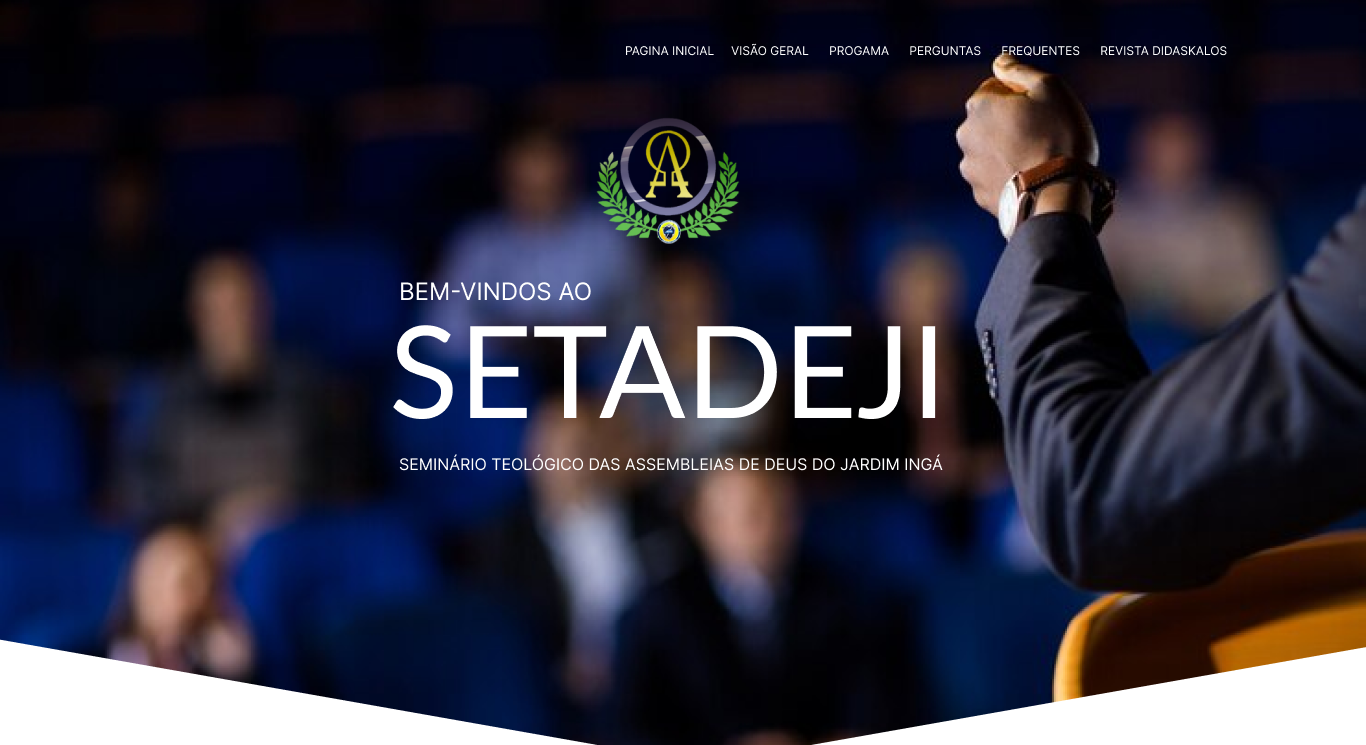 PAGINA INICIAL VISÃO GERAL PROGAMA PERGUNTAS FREQUENTES REVISTA DIDASKALOS
BEM-VINDOS AO
SETADEJI
SEMINÁRIO TEOLÓGICO DAS ASSEMBLEIAS DE DEUS DO JARDIM INGÁ